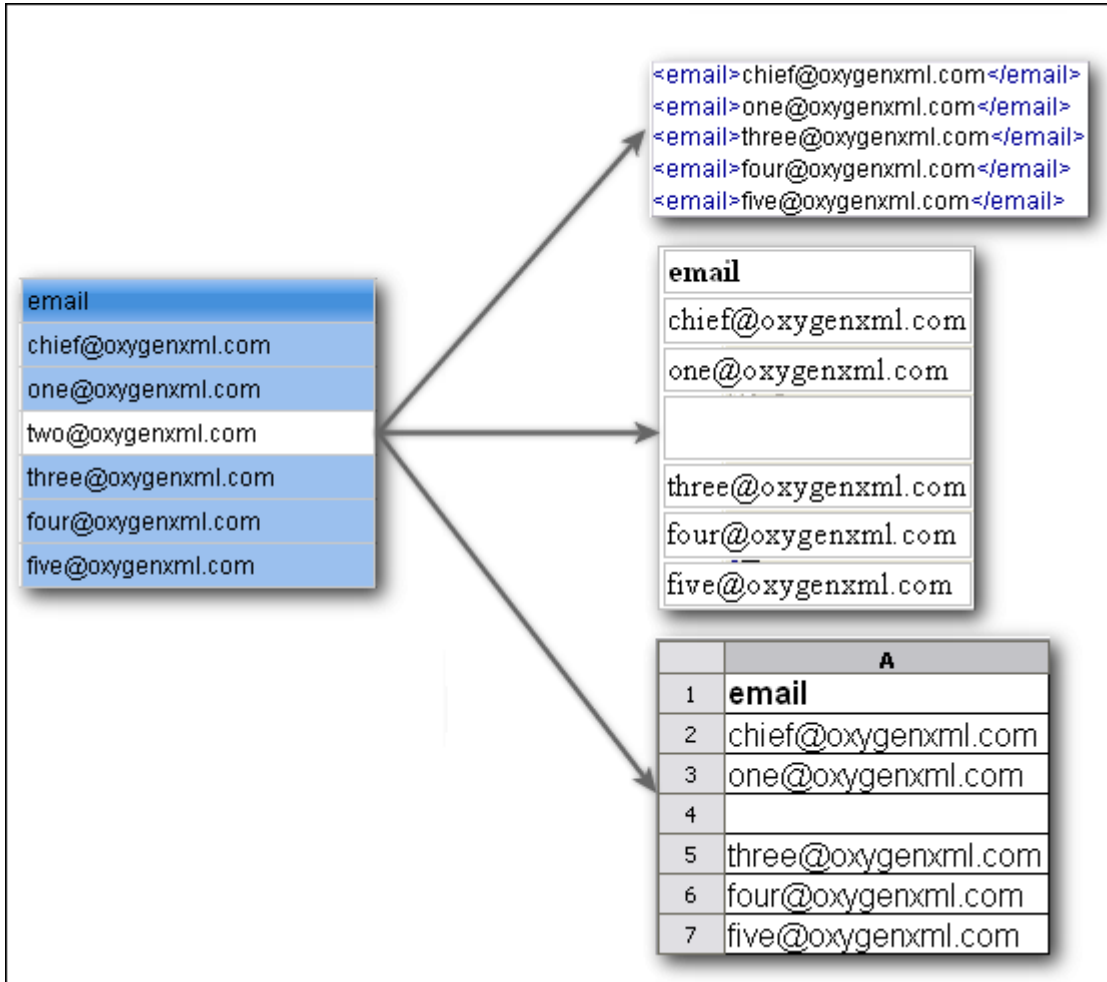 email
chief@oxygenxml.com
one@oxygenxml.com
two@oxygenxml.com
three@oxygenxml.com
four@oxygenxml.com
five@oxygenxml.com
<email>chief@oxygenxml.com</email>
<email>one@oxygenxml.com</email>
<email>three@oxygenxml.com</email>
<email>four@oxygenxml.com</email>
<email>five@oxygenxml.com</email>
email
chief@oxygenxml.com
one@oxygenxml.com
three@oxygenxml.com
four@oxygenxml.com
five@oxygenxml.com
A
1 email
2 chief@oxygenxml.com
3 one@oxygenxml.com
4
5 three@oxygenxml.com
6 four@oxygenxml.com
7 five@oxygenxml.com